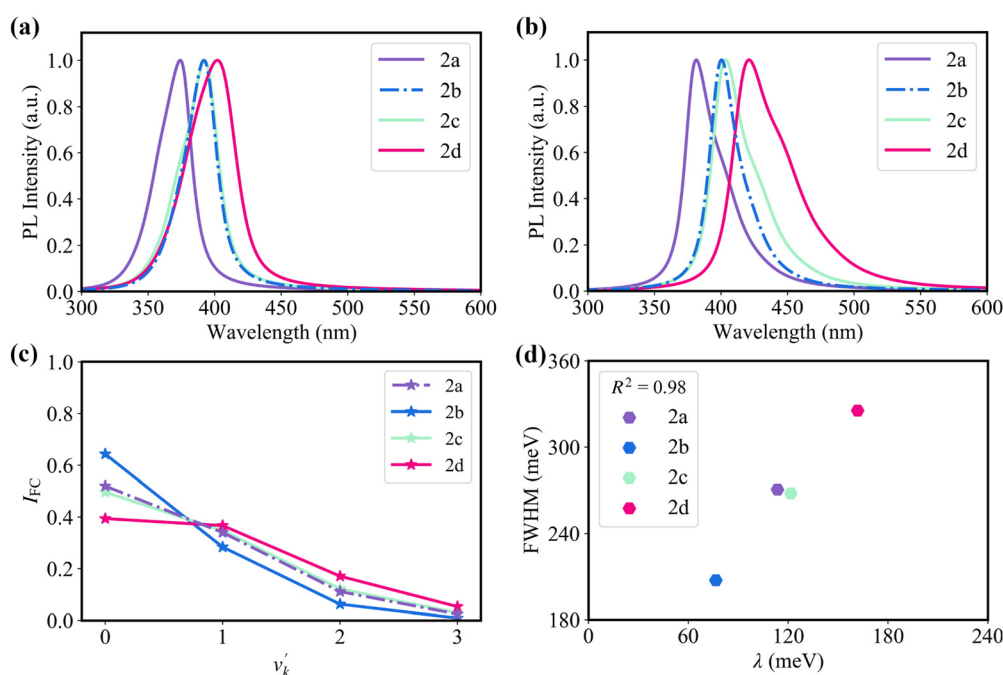 (a)
1.0
0.8
0.6
0.4
0.2
0.0
PL Intensity (a.u.)
2a
2b
2c
2d
300 350 400 450 500 550 600
Wavelength (nm)
(b)
1.0
0.8
0.6
0.4
0.2
0.0
PL Intensity (a.u.)
2a
2b
2c
2d
300 350 400 450 500 550 600
Wavelength (nm)
(c)
1.0
0.8
0.6
0.4
0.2
0.0
I_FC
2a
2b
2c
2d
0 1 2 3
v'_k
(d)
360
300
240
180
FWHM (meV)
R² = 0.98
2a
2b
2c
2d
0 60 120 180 240
λ (meV)